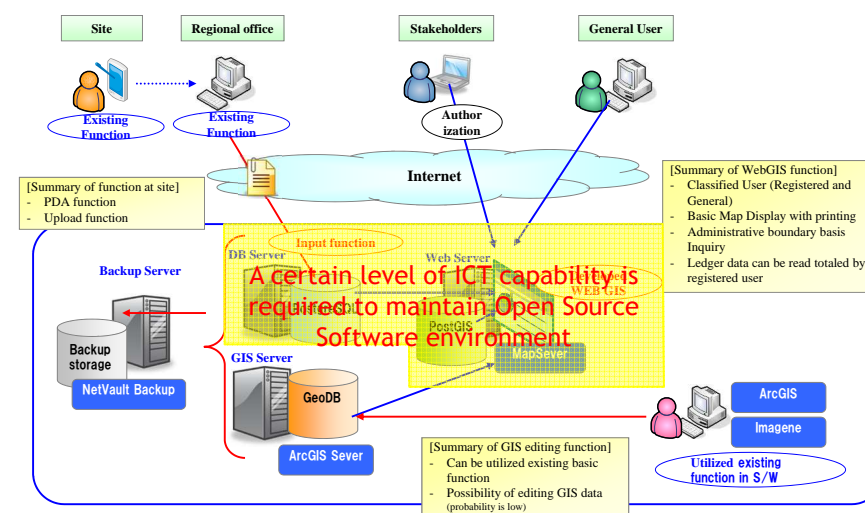 Site
Regional office
Stakeholders
General User
Existing
Function
Existing
Function
Author
ization
Internet
[Summary of function at site]
- PDA function
- Upload function
[Summary of WebGIS function]
- Classified User (Registered and
General)
- Basic Map Display with printing
- Administrative boundary basis
Inquiry
- Ledger data can be read totaled by
registered user
Input function
DB Server
Web Server
Developed
WEB GIS
A certain level of ICT capability is
required to maintain Open Source
Software environment
PostgreSQL
PostGIS
MapSever
Backup Server
Backup
storage
NetVault Backup
GIS Server
GeoDB
ArcGIS Sever
ArcGIS
Imagene
Utilized existing
function in S/W
[Summary of GIS editing function]
- Can be utilized existing basic
function
- Possibility of editing GIS data
(probability is low)